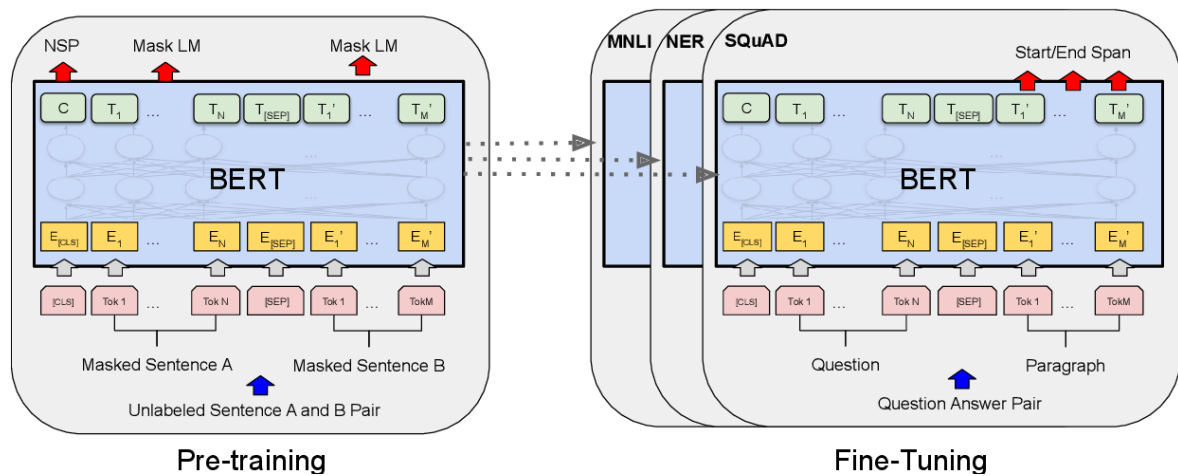 NSP Mask LM Mask LM
C T1 ... TN T[SEP] T1' ... TM'
...
BERT
...
E[CLS] E1 ... EN E[SEP] E1' ... EM'
[CLS] Tok 1 ... Tok N [SEP] Tok 1 ... TokM
Masked Sentence A Masked Sentence B
Unlabeled Sentence A and B Pair
Pre-training
MNLI NER SQuAD
Start/End Span
C T1 ... TN T[SEP] T1' ... TM'
...
BERT
...
E[CLS] E1 ... EN E[SEP] E1' ... EM'
[CLS] Tok 1 ... Tok N [SEP] Tok 1 ... TokM
Question Paragraph
Question Answer Pair
Fine-Tuning